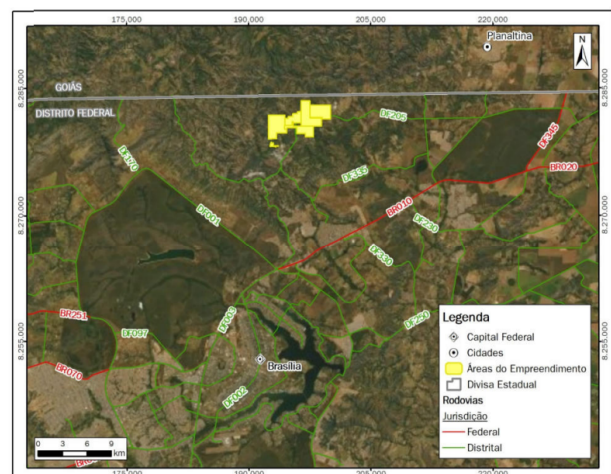 175,000 190,000 205,000 220,000
Planaltina
N
8.285,000
8.285,000
GOIÁS
DISTRITO FEDERAL
DF205
DF345
DF170
DF335
BR020
DF001
BR010
8.270,000
8.270,000
DF230
DF330
BR251
DF003
DF250
DF097
8.255,000
8.255,000
BR070
Brasília
DF002
Legenda
Capital Federal
Cidades
Áreas do Empreendimento
Divisa Estadual
Rodovias
Jurisdição
Federal
Distrital
0 3 6 9
km
175,000 190,000 205,000 220,000